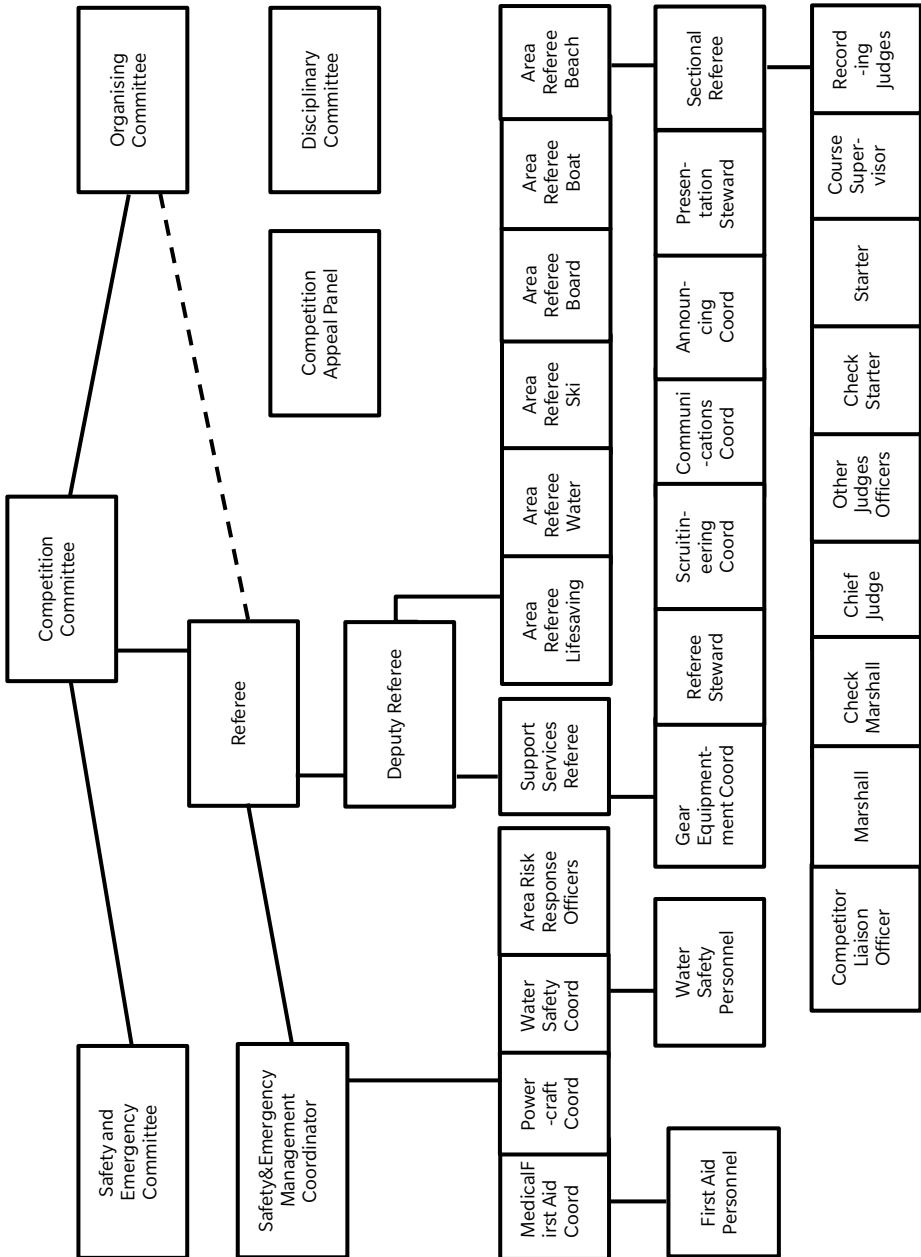 Competition
Committee
Safety and
Emergency
Committee
Organising
Committee
Safety&Emergency
Management
Coordinator
Referee
Competition
Appeal Panel
Disciplinary
Committee
Deputy Referee
MedicalF
irst Aid
Coord
Power
-craft
Coord
Water
Safety
Coord
Area Risk
Response
Officers
Support
Services
Referee
Area
Referee
Lifesaving
Area
Referee
Water
Area
Referee
Ski
Area
Referee
Board
Area
Referee
Boat
Area
Referee
Beach
First Aid
Personnel
Water
Safety
Personnel
Gear
Equipment-
ment Coord
Referee
Steward
Scruitin-
eering
Coord
Communi
-cations
Coord
Announ-
cing
Coord
Presen-
tation
Steward
Sectional
Referee
Competitor
Liaison
Officer
Marshall
Check
Marshall
Chief
Judge
Other
Judges
Officers
Check
Starter
Starter
Course
Super-
visor
Record
-ing
Judges